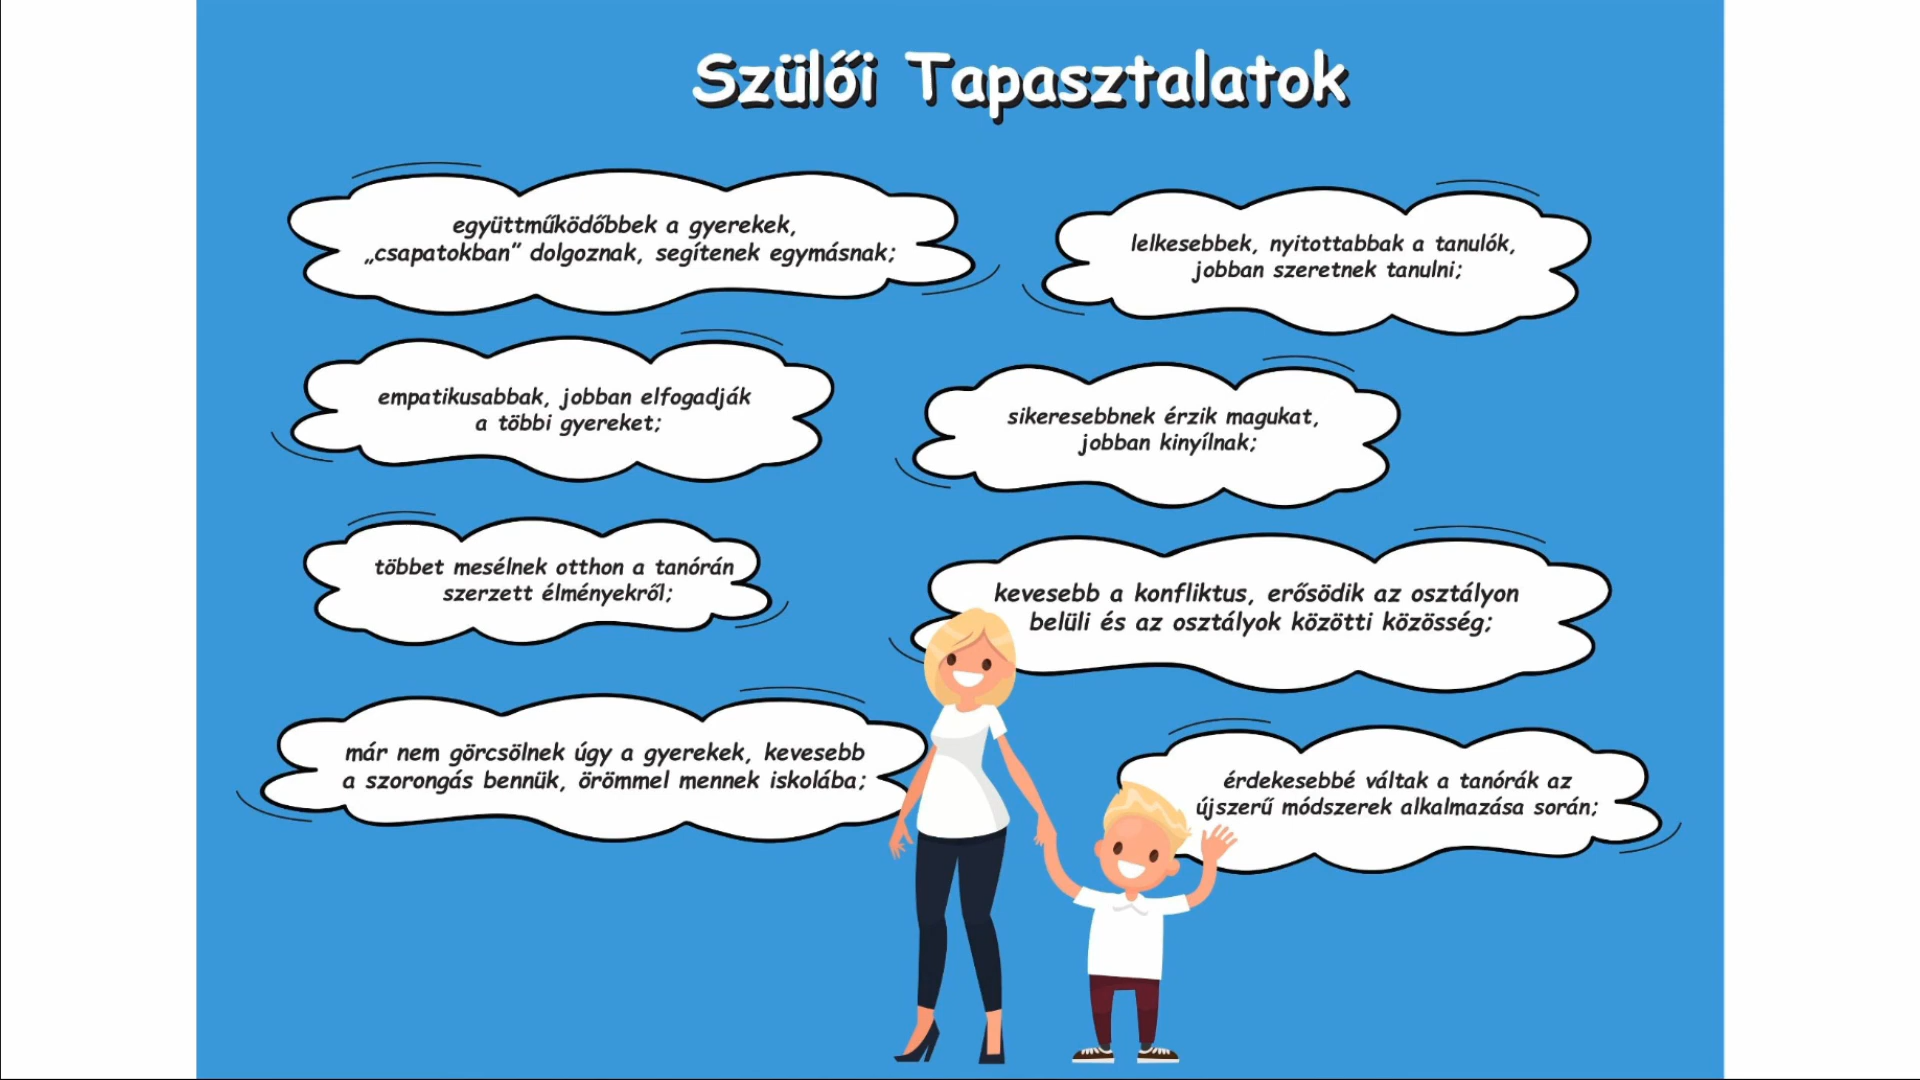 Szülői Tapasztalatok
együttműködőbbek a gyerekek,
„csapatokban” dolgoznak, segítenek egymásnak;
lelkesebbek, nyitottabbak a tanulók,
jobban szeretnek tanulni;
empatikusabbak, jobban elfogadják
a többi gyereket;
sikeresebbnek érzik magukat,
jobban kinyílnak;
többet mesélnek otthon a tanórán
szerzett élményekről;
kevesebb a konfliktus, erősödik az osztályon
belüli és az osztályok közötti közösség;
már nem görcsölnek úgy a gyerekek, kevesebb
a szorongás bennük, örömmel mennek iskolába;
érdekesebbé váltak a tanórák az
újszerű módszerek alkalmazása során;